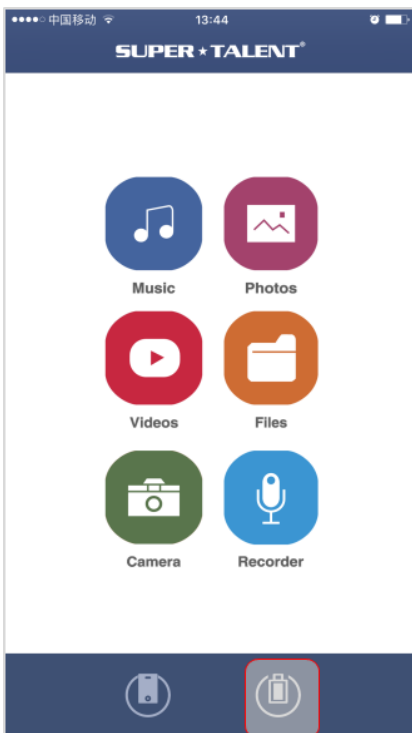 中国移动 13:44
SUPER★TALENT®
Music Photos
Videos Files
Camera Recorder